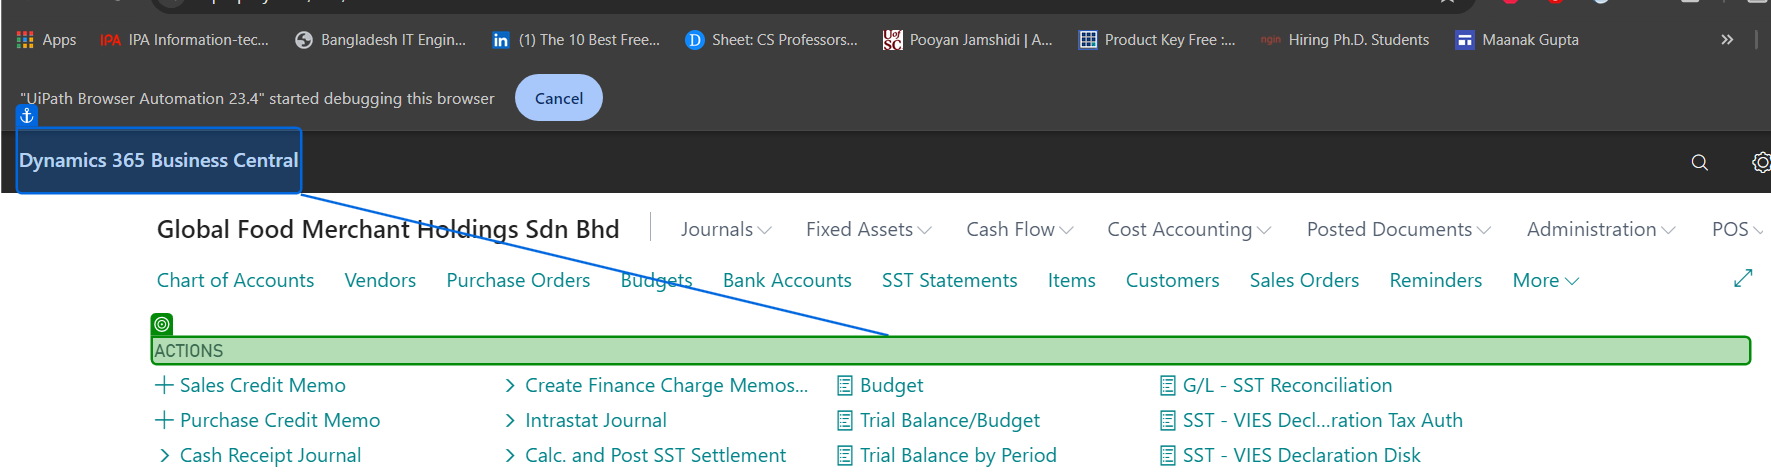 Apps IPA IPA Information-tec... Bangladesh IT Engin... in (1) The 10 Best Free... D Sheet: CS Professors... U of SC Pooyan Jamshidi | A... Product Key Free :... ngin Hiring Ph.D. Students Maanak Gupta »
"UiPath Browser Automation 23.4" started debugging this browser Cancel
Dynamics 365 Business Central
Global Food Merchant Holdings Sdn Bhd Journals Fixed Assets Cash Flow Cost Accounting Posted Documents Administration POS
Chart of Accounts Vendors Purchase Orders Budgets Bank Accounts SST Statements Items Customers Sales Orders Reminders More
ACTIONS
+ Sales Credit Memo > Create Finance Charge Memos... Budget G/L - SST Reconciliation
+ Purchase Credit Memo > Intrastat Journal Trial Balance/Budget SST - VIES Decl...ration Tax Auth
> Cash Receipt Journal > Calc. and Post SST Settlement Trial Balance by Period SST - VIES Declaration Disk